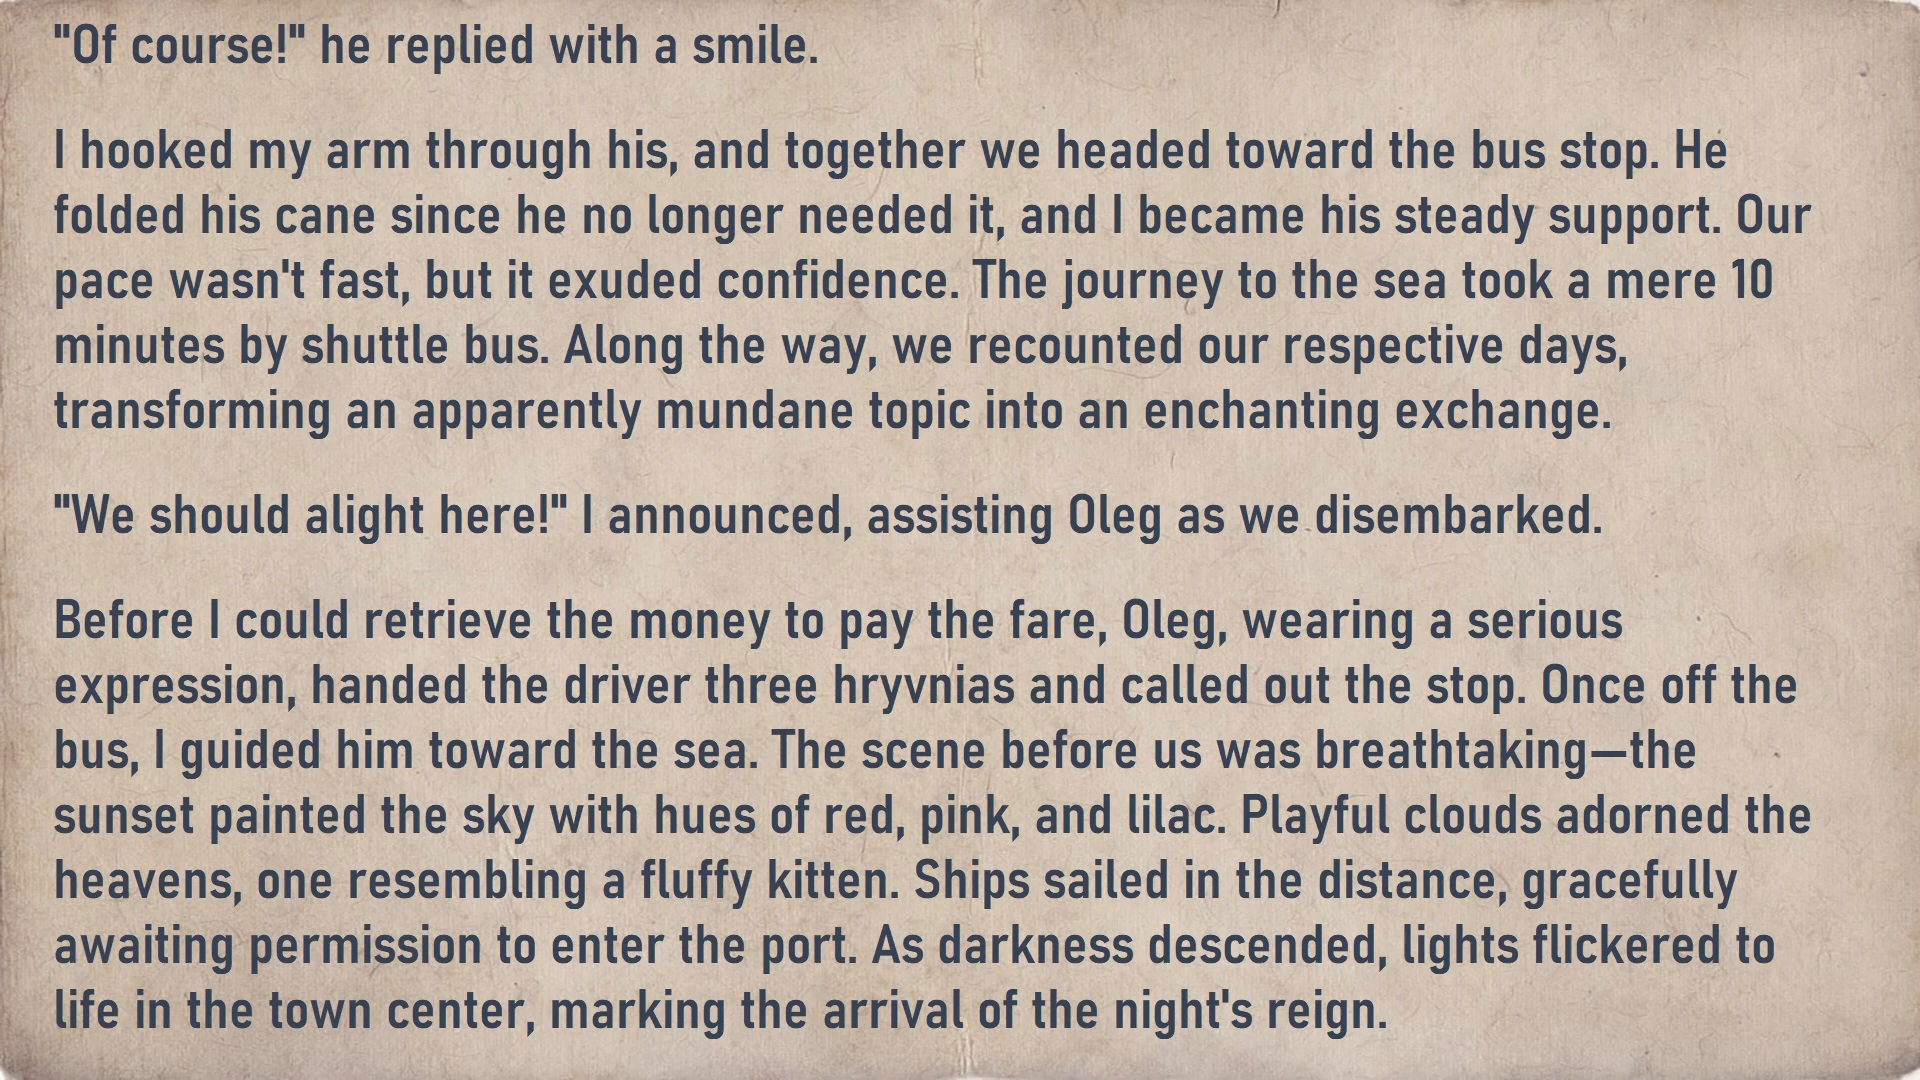 "Of course!" he replied with a smile.
I hooked my arm through his, and together we headed toward the bus stop. He
folded his cane since he no longer needed it, and I became his steady support. Our
pace wasn't fast, but it exuded confidence. The journey to the sea took a mere 10
minutes by shuttle bus. Along the way, we recounted our respective days,
transforming an apparently mundane topic into an enchanting exchange.
"We should alight here!" I announced, assisting Oleg as we disembarked.
Before I could retrieve the money to pay the fare, Oleg, wearing a serious
expression, handed the driver three hryvnias and called out the stop. Once off the
bus, I guided him toward the sea. The scene before us was breathtaking—the
sunset painted the sky with hues of red, pink, and lilac. Playful clouds adorned the
heavens, one resembling a fluffy kitten. Ships sailed in the distance, gracefully
awaiting permission to enter the port. As darkness descended, lights flickered to
life in the town center, marking the arrival of the night's reign.